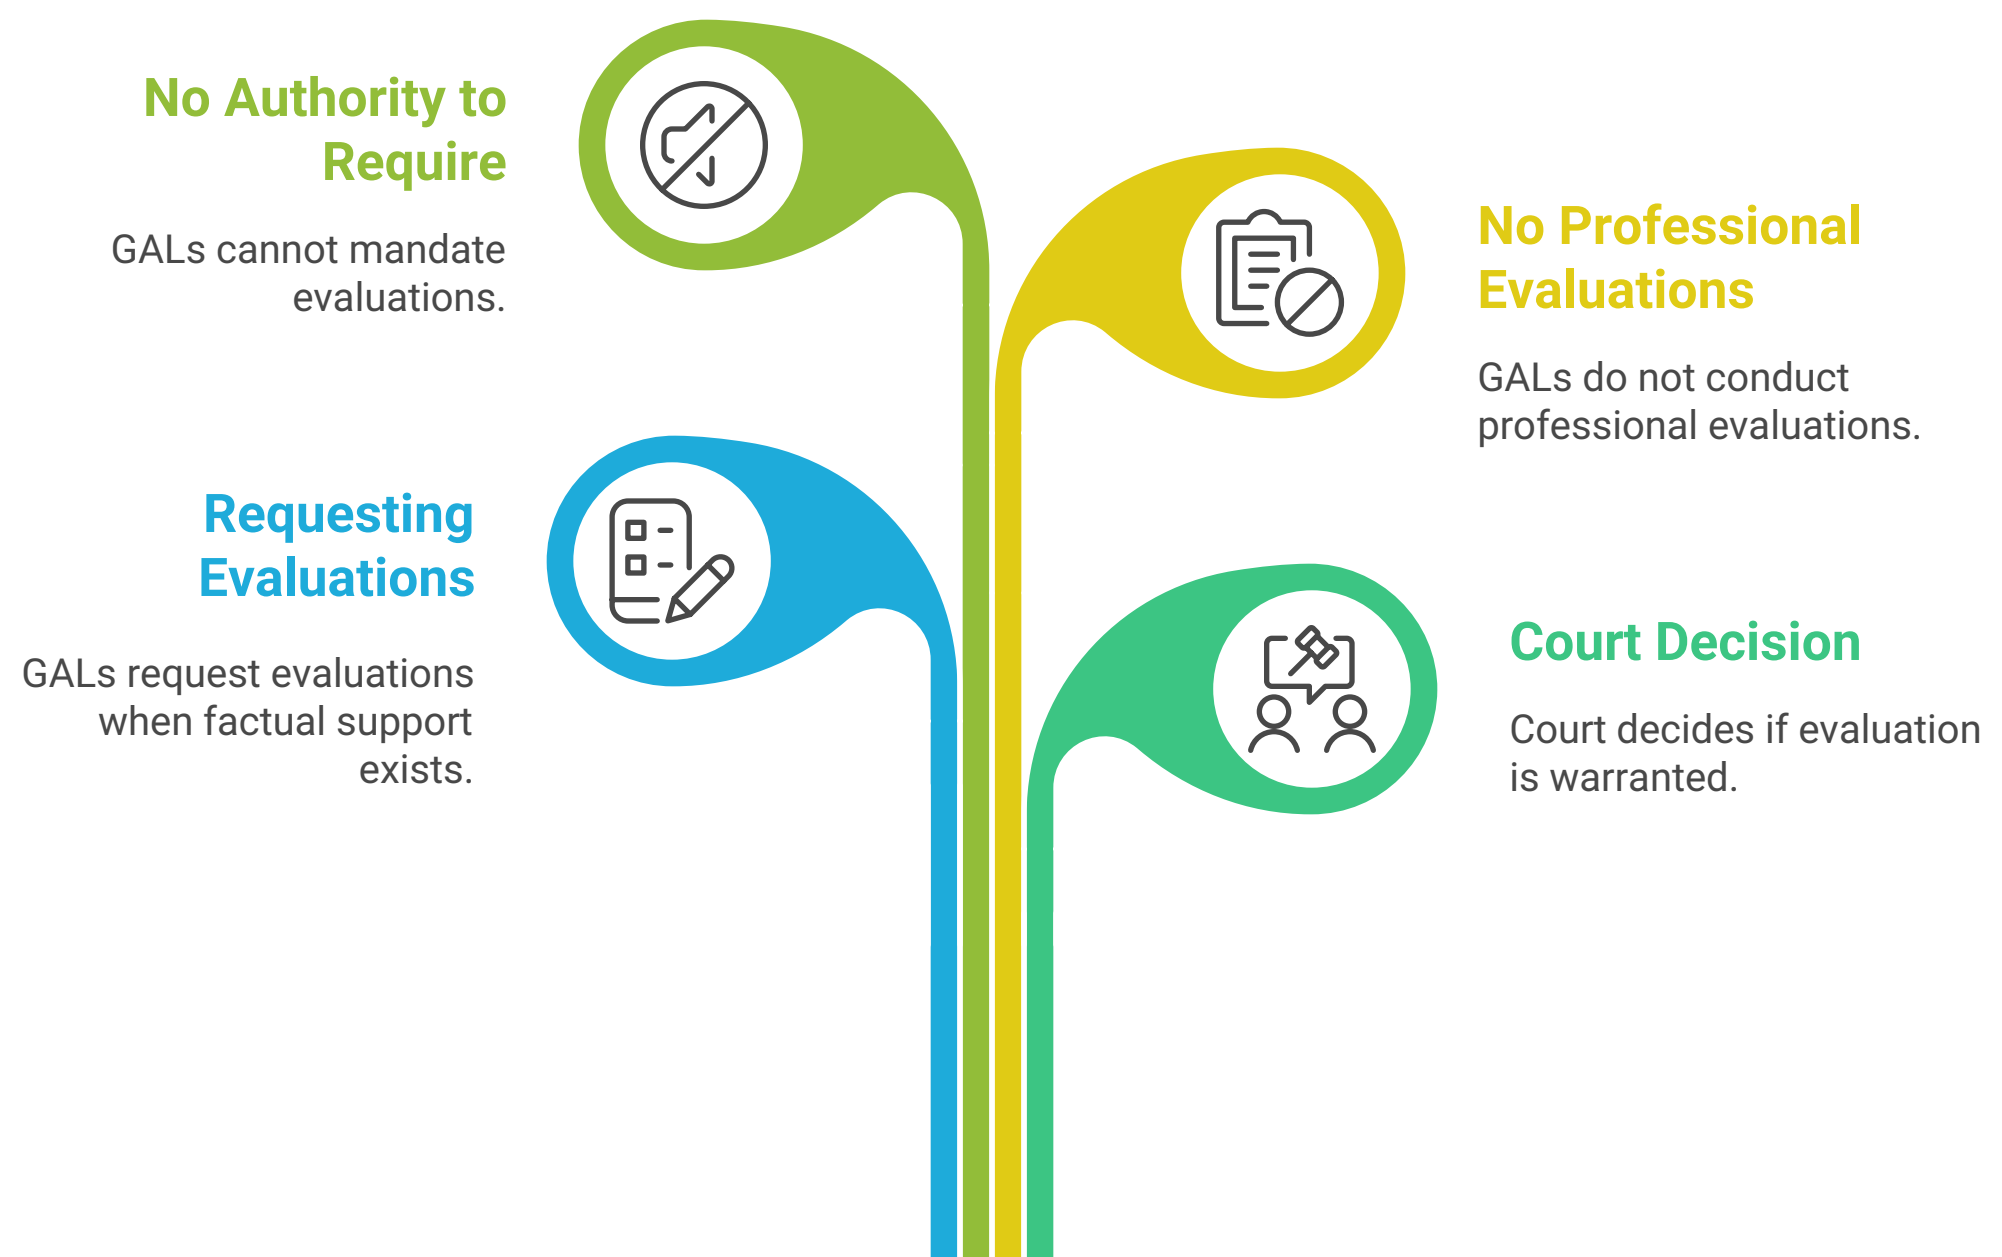 No Authority to
Require
GALs cannot mandate
evaluations.
No Professional
Evaluations
GALs do not conduct
professional evaluations.
Requesting
Evaluations
GALs request evaluations
when factual support
exists.
Court Decision
Court decides if evaluation
is warranted.